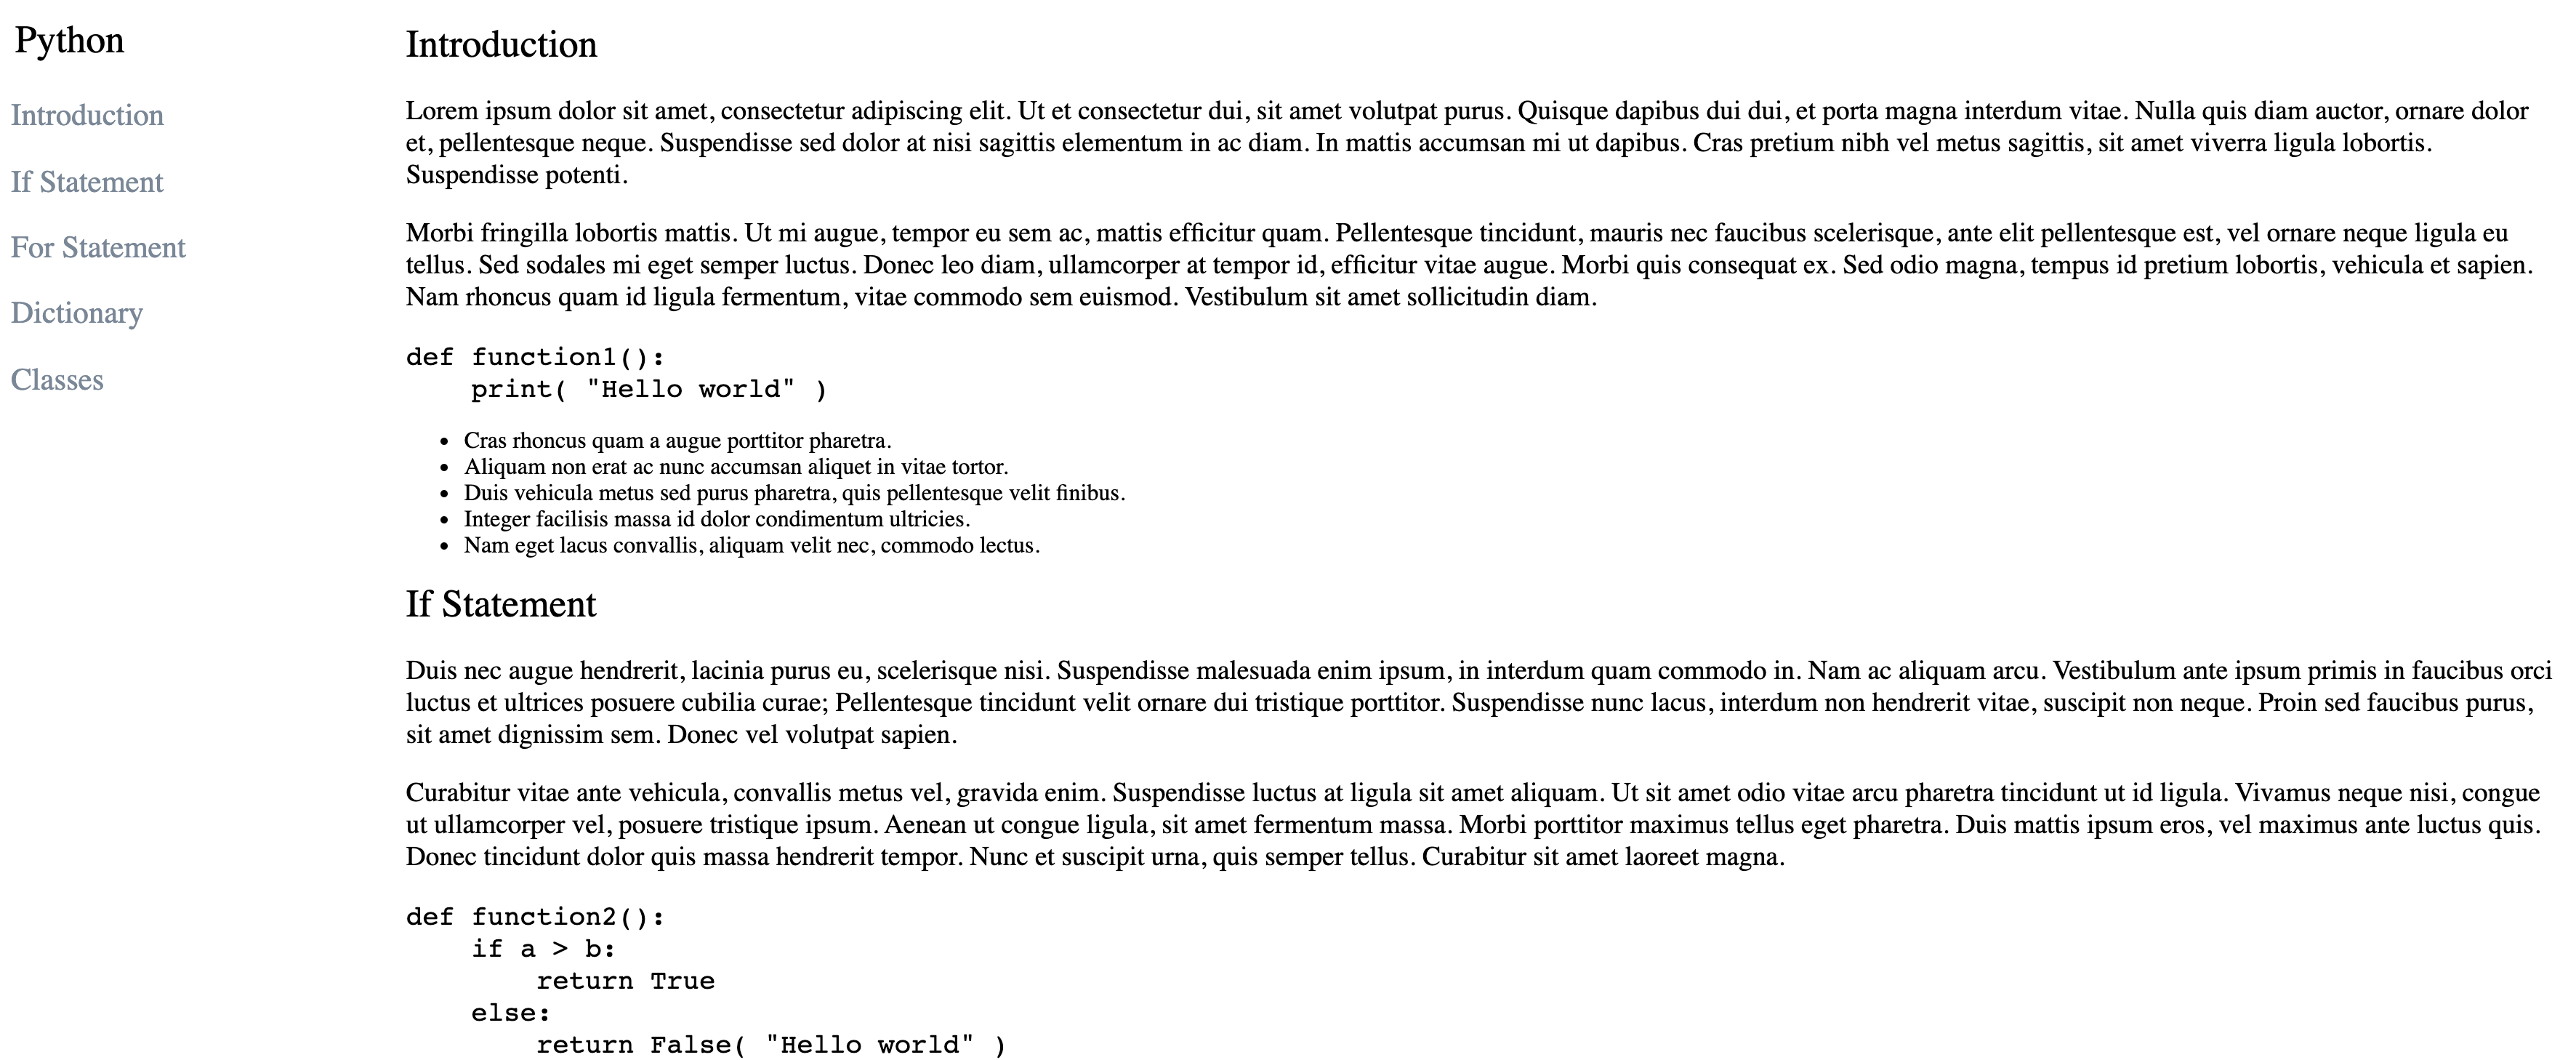 Python
Introduction
If Statement
For Statement
Dictionary
Classes
Introduction
Lorem ipsum dolor sit amet, consectetur adipiscing elit. Ut et consectetur dui, sit amet volutpat purus. Quisque dapibus dui dui, et porta magna interdum vitae. Nulla quis diam auctor, ornare dolor
et, pellentesque neque. Suspendisse sed dolor at nisi sagittis elementum in ac diam. In mattis accumsan mi ut dapibus. Cras pretium nibh vel metus sagittis, sit amet viverra ligula lobortis.
Suspendisse potenti.
Morbi fringilla lobortis mattis. Ut mi augue, tempor eu sem ac, mattis efficitur quam. Pellentesque tincidunt, mauris nec faucibus scelerisque, ante elit pellentesque est, vel ornare neque ligula eu
tellus. Sed sodales mi eget semper luctus. Donec leo diam, ullamcorper at tempor id, efficitur vitae augue. Morbi quis consequat ex. Sed odio magna, tempus id pretium lobortis, vehicula et sapien.
Nam rhoncus quam id ligula fermentum, vitae commodo sem euismod. Vestibulum sit amet sollicitudin diam.
def function1():
    print( "Hello world" )
• Cras rhoncus quam a augue porttitor pharetra.
• Aliquam non erat ac nunc accumsan aliquet in vitae tortor.
• Duis vehicula metus sed purus pharetra, quis pellentesque velit finibus.
• Integer facilisis massa id dolor condimentum ultricies.
• Nam eget lacus convallis, aliquam velit nec, commodo lectus.
If Statement
Duis nec augue hendrerit, lacinia purus eu, scelerisque nisi. Suspendisse malesuada enim ipsum, in interdum quam commodo in. Nam ac aliquam arcu. Vestibulum ante ipsum primis in faucibus orci
luctus et ultrices posuere cubilia curae; Pellentesque tincidunt velit ornare dui tristique porttitor. Suspendisse nunc lacus, interdum non hendrerit vitae, suscipit non neque. Proin sed faucibus purus,
sit amet dignissim sem. Donec vel volutpat sapien.
Curabitur vitae ante vehicula, convallis metus vel, gravida enim. Suspendisse luctus at ligula sit amet aliquam. Ut sit amet odio vitae arcu pharetra tincidunt ut id ligula. Vivamus neque nisi, congue
ut ullamcorper vel, posuere tristique ipsum. Aenean ut congue ligula, sit amet fermentum massa. Morbi porttitor maximus tellus eget pharetra. Duis mattis ipsum eros, vel maximus ante luctus quis.
Donec tincidunt dolor quis massa hendrerit tempor. Nunc et suscipit urna, quis semper tellus. Curabitur sit amet laoreet magna.
def function2():
    if a > b:
        return True
    else:
        return False( "Hello world" )